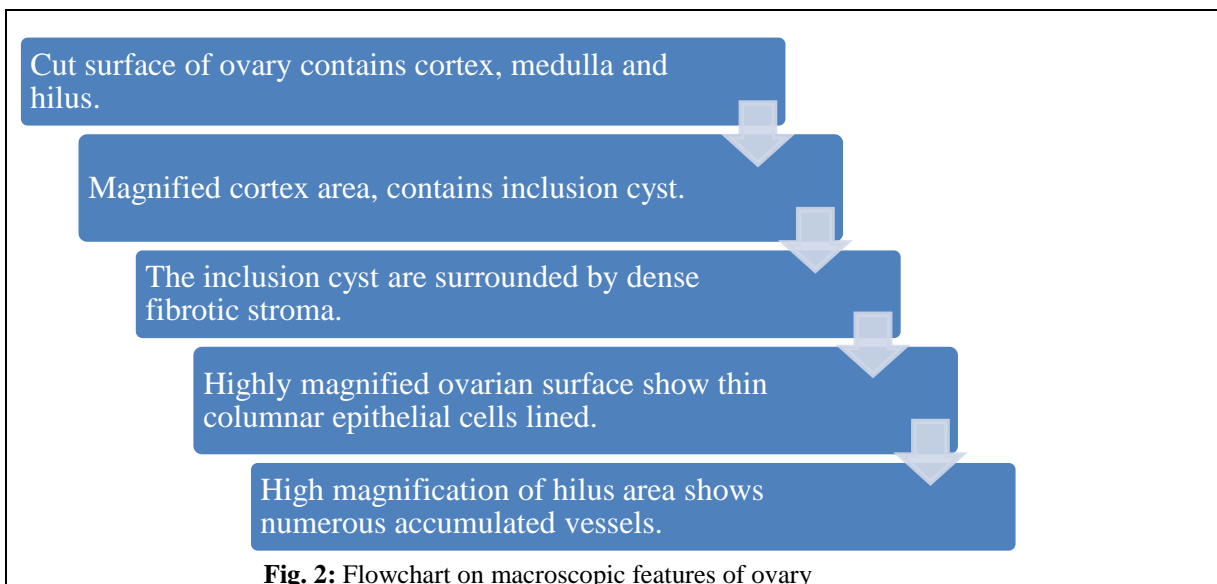 Cut surface of ovary contains cortex, medulla and
hilus.
Magnified cortex area, contains inclusion cyst.
The inclusion cyst are surrounded by dense
fibrotic stroma.
Highly magnified ovarian surface show thin
columnar epithelial cells lined.
High magnification of hilus area shows
numerous accumulated vessels.
Fig. 2: Flowchart on macroscopic features of ovary